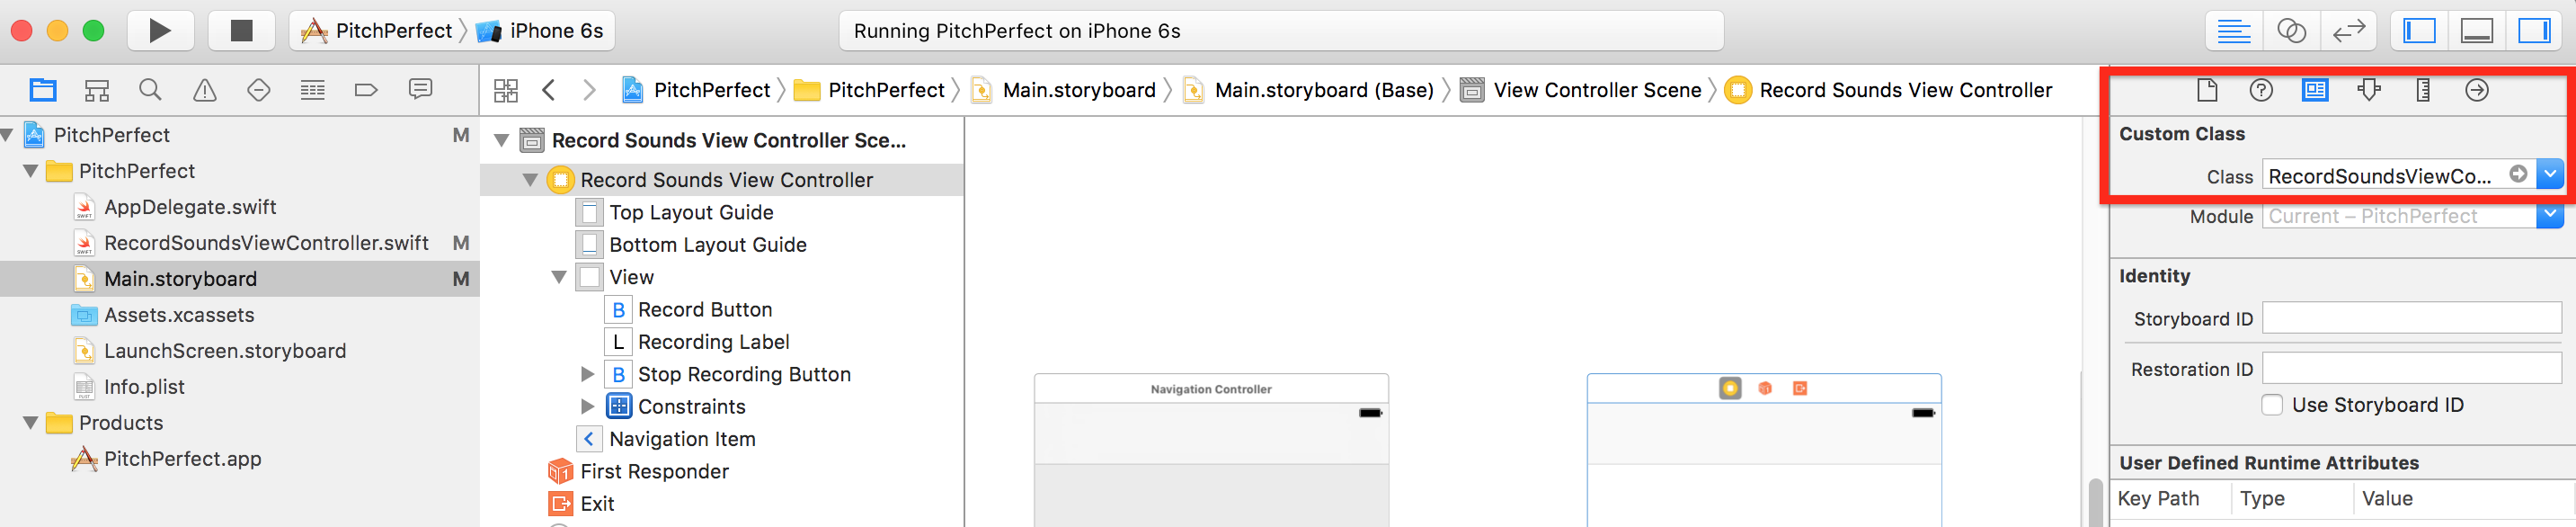 PitchPerfect
iPhone 6s
Running PitchPerfect on iPhone 6s
PitchPerfect
PitchPerfect
Main.storyboard
Main.storyboard (Base)
View Controller Scene
Record Sounds View Controller
PitchPerfect M
PitchPerfect
AppDelegate.swift
RecordSoundsViewController.swift M
Main.storyboard M
Assets.xcassets
LaunchScreen.storyboard
Info.plist
Products
PitchPerfect.app
Record Sounds View Controller Sce...
Record Sounds View Controller
Top Layout Guide
Bottom Layout Guide
View
B Record Button
L Recording Label
B Stop Recording Button
Constraints
Navigation Item
First Responder
Exit
Navigation Controller
Custom Class
Class RecordSoundsViewCo...
Module Current – PitchPerfect
Identity
Storyboard ID
Restoration ID
Use Storyboard ID
User Defined Runtime Attributes
Key Path Type Value